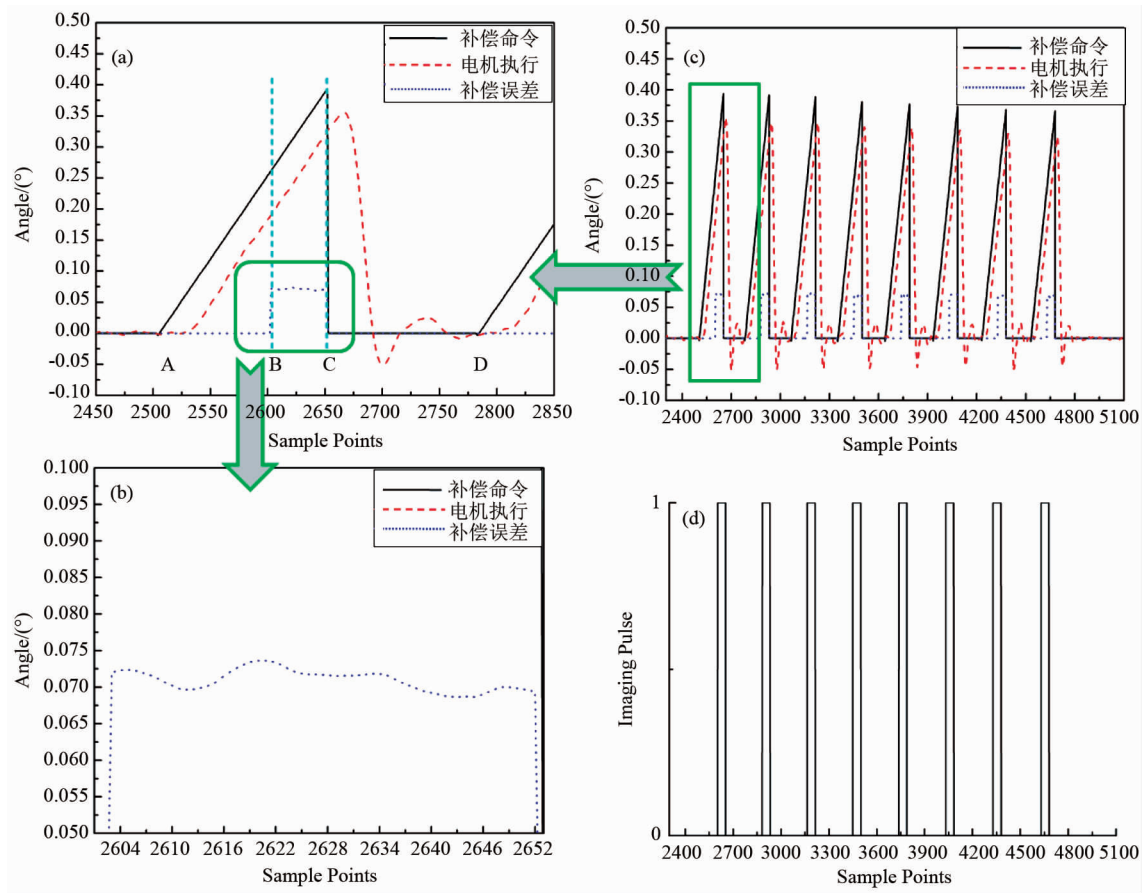 (a)
补偿命令
电机执行
补偿误差
Angle/(°)
0.50
0.45
0.40
0.35
0.30
0.25
0.20
0.15
0.10
0.05
0.00
-0.05
-0.10
A
B
C
D
2450 2500 2550 2600 2650 2700 2750 2800 2850
Sample Points
(c)
补偿命令
电机执行
补偿误差
Angle/(°)
0.50
0.45
0.40
0.35
0.30
0.25
0.20
0.15
0.10
0.05
0.00
-0.05
-0.10
2400 2700 3000 3300 3600 3900 4200 4500 4800 5100
Sample Points
(b)
补偿命令
电机执行
补偿误差
Angle/(°)
0.100
0.095
0.090
0.085
0.080
0.075
0.070
0.065
0.060
0.055
0.050
2604 2610 2616 2622 2628 2634 2640 2646 2652
Sample Points
(d)
Imaging Pulse
1
0
2400 2700 3000 3300 3600 3900 4200 4500 4800 5100
Sample Points